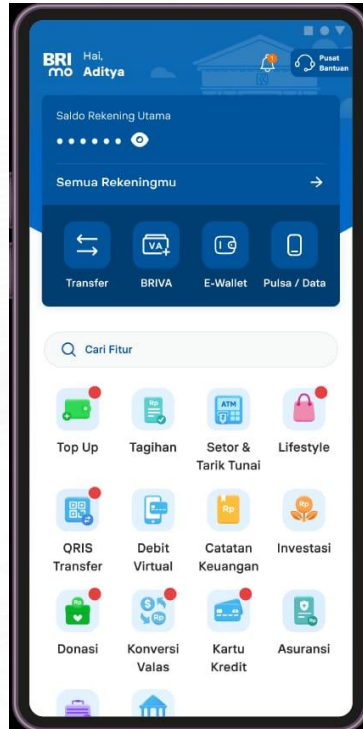 BRI
mo
Hai,
Aditya
Pusat
Bantuan
Saldo Rekening Utama
Semua Rekeningmu
VA
Transfer
BRIVA
E-Wallet
Pulsa / Data
Cari Fitur
Rp
ATM
Top Up
Tagihan
Setor &
Tarik Tunai
Lifestyle
Rp
Rp
QRIS
Transfer
Debit
Virtual
Catatan
Keuangan
Investasi
Rp
$
Rp
Donasi
Konversi
Valas
Kartu
Kredit
Asuransi